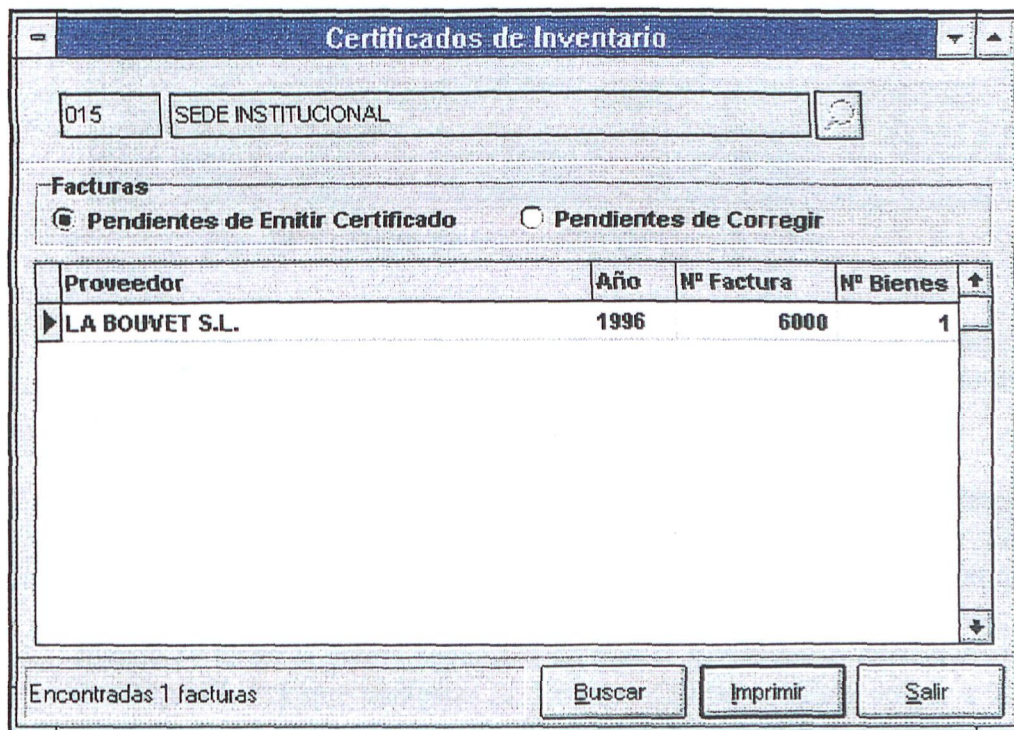 Certificados de Inventario
015 SEDE INSTITUCIONAL
Facturas
Pendientes de Emitir Certificado Pendientes de Corregir
Proveedor Año Nº Factura Nº Bienes
LA BOUVET S.L. 1996 6000 1
Encontradas 1 facturas Buscar Imprimir Salir